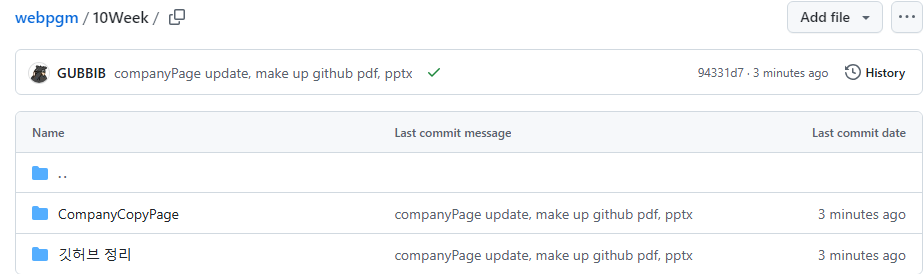 webpgm / 10Week /
Add file
GUBBIB companyPage update, make up github pdf, pptx
94331d7 · 3 minutes ago
History
Name Last commit message Last commit date
..
CompanyCopyPage companyPage update, make up github pdf, pptx 3 minutes ago
깃허브 정리 companyPage update, make up github pdf, pptx 3 minutes ago